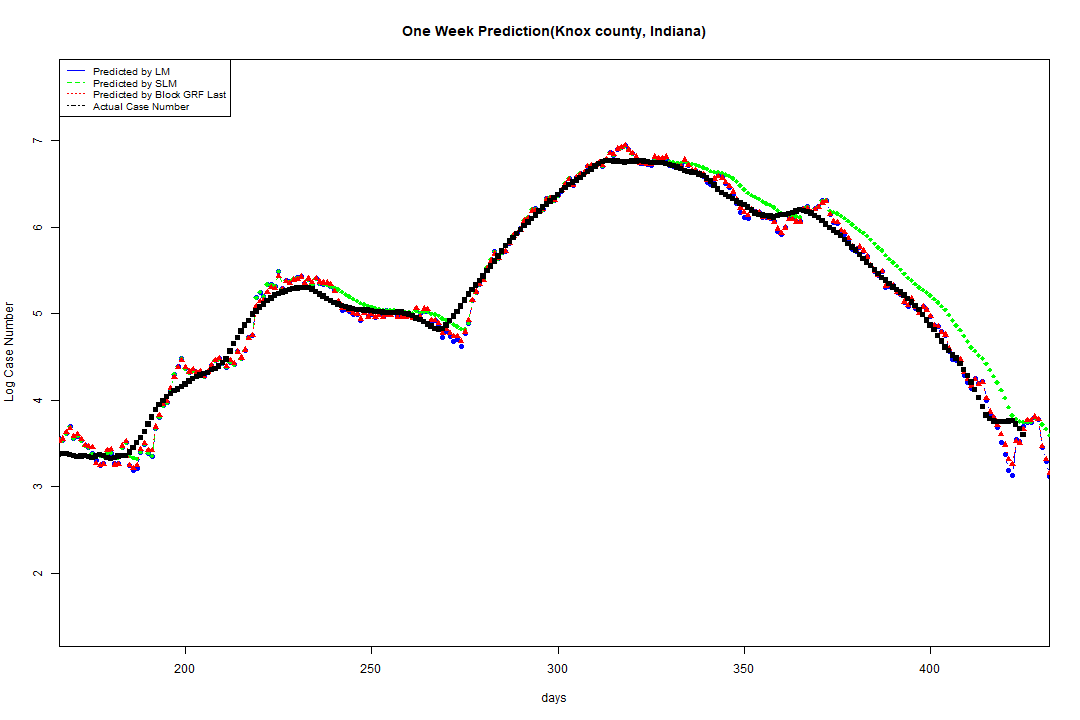 One Week Prediction(Knox county, Indiana)
Predicted by LM
Predicted by SLM
Predicted by Block GRF Last
Actual Case Number
Log Case Number
7
6
5
4
3
2
200 250 300 350 400
days